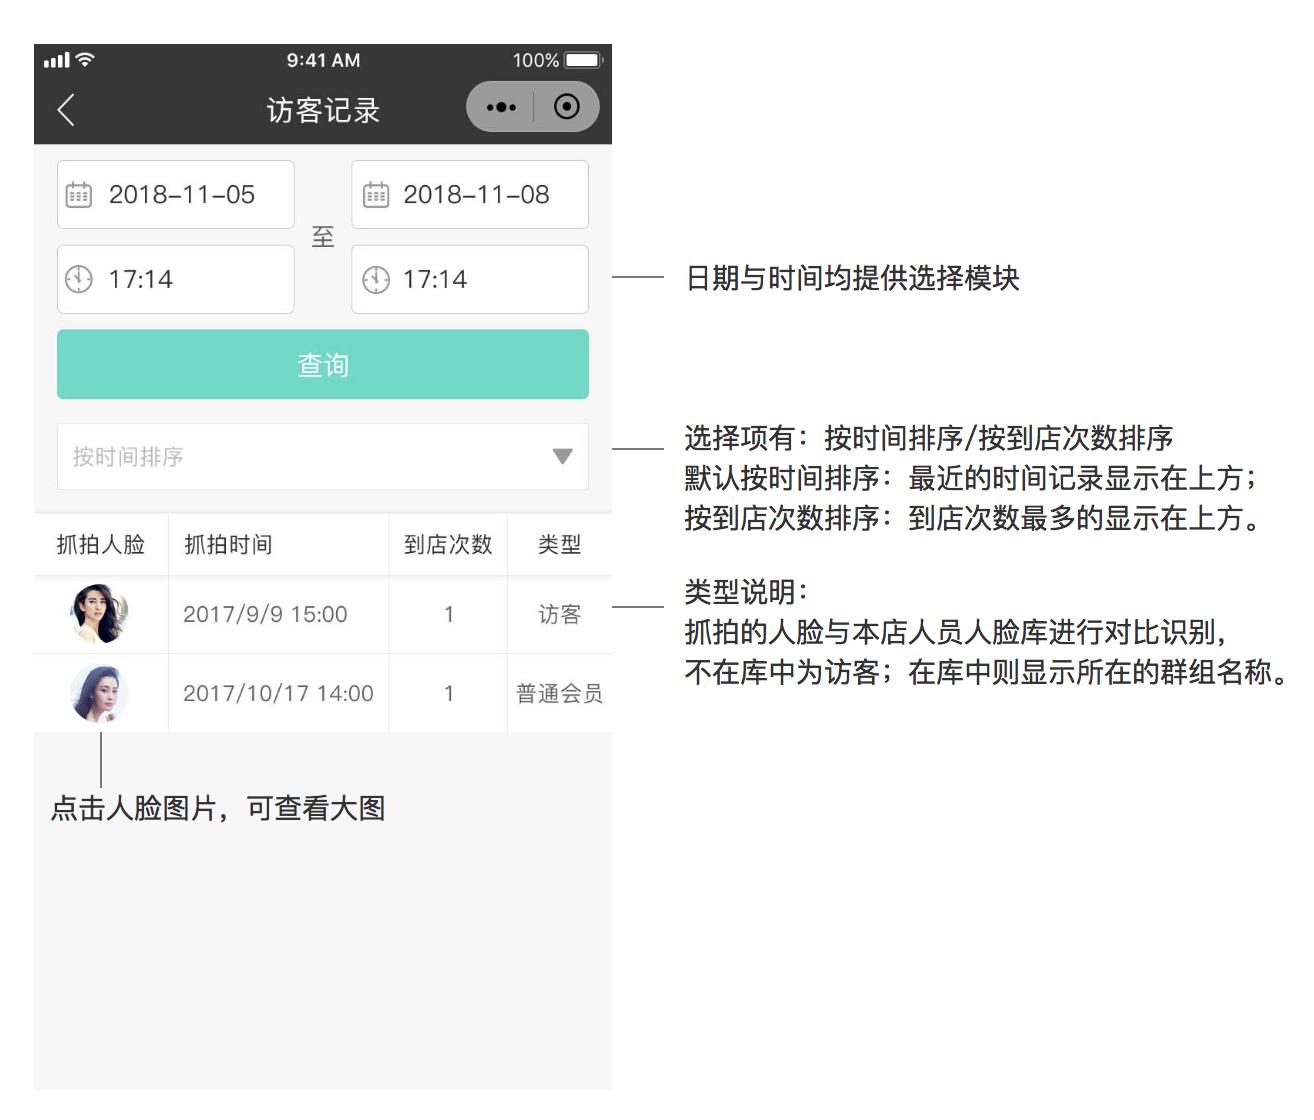 9:41 AM
100%
访客记录
2018-11-05
2018-11-08
至
17:14
17:14
日期与时间均提供选择模块
查询
按时间排序
选择项有：按时间排序/按到店次数排序
默认按时间排序：最近的时间记录显示在上方；
按到店次数排序：到店次数最多的显示在上方。
抓拍人脸 抓拍时间 到店次数 类型
2017/9/9 15:00 1 访客
2017/10/17 14:00 1 普通会员
类型说明：
抓拍的人脸与本店人员人脸库进行对比识别，
不在库中为访客；在库中则显示所在的群组名称。
点击人脸图片，可查看大图